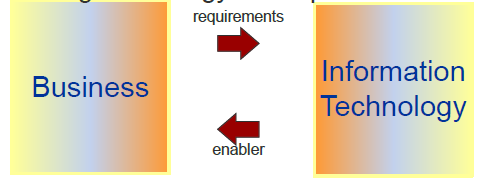 requirements
Business
Information
Technology
enabler